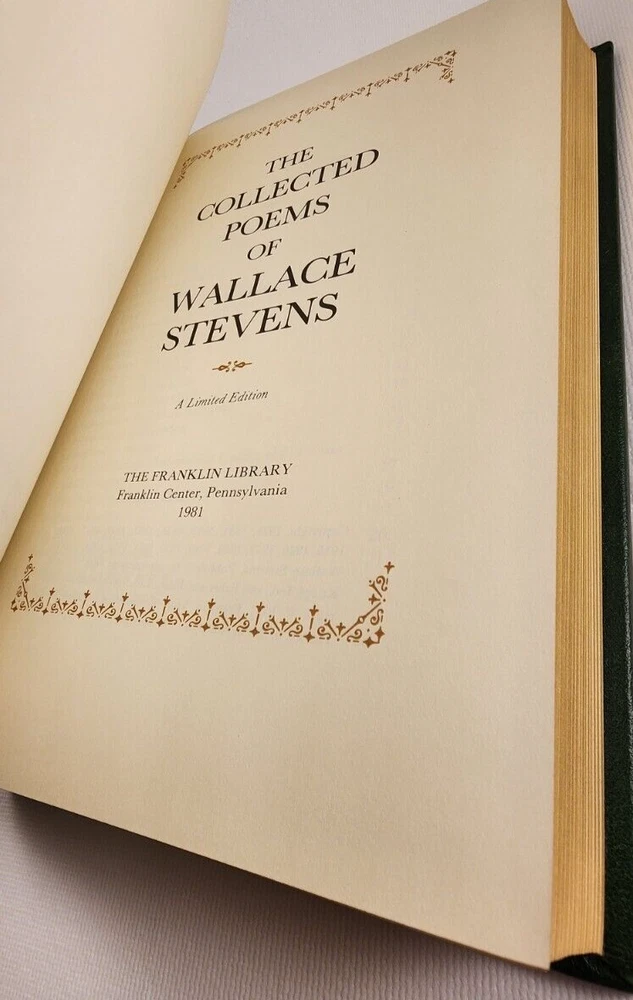 THE
COLLECTED
POEMS
OF
WALLACE
STEVENS
A Limited Edition
THE FRANKLIN LIBRARY
Franklin Center, Pennsylvania
1981